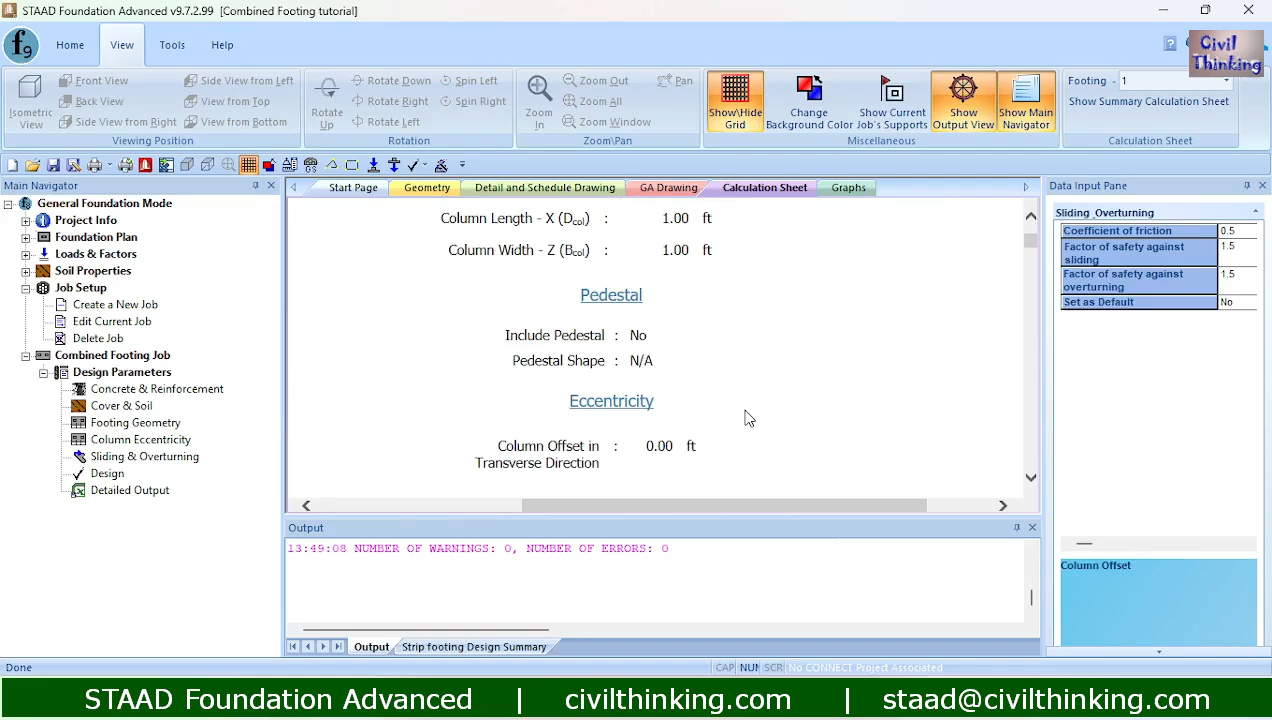 STAAD Foundation Advanced v9.7.2.99 [Combined Footing tutorial]
Home
View
Tools
Help
Civil
Thinking
Isometric
View
Front View
Back View
Side View from Right
Side View from Left
View from Top
View from Bottom
Viewing Position
Rotate
Up
Rotate Down
Rotate Right
Rotate Left
Spin Left
Spin Right
Rotation
Zoom
In
Zoom Out
Zoom All
Zoom Window
Pan
Zoom\Pan
Show\Hide
Grid
Change
Background Color
Show Current
Job's Supports
Show
Output View
Show Main
Navigator
Miscellaneous
Footing - 1
Show Summary Calculation Sheet
Calculation Sheet
Main Navigator
General Foundation Mode
Project Info
Foundation Plan
Loads & Factors
Soil Properties
Job Setup
Create a New Job
Edit Current Job
Delete Job
Combined Footing Job
Design Parameters
Concrete & Reinforcement
Cover & Soil
Footing Geometry
Column Eccentricity
Sliding & Overturning
Design
Detailed Output
Start Page
Geometry
Detail and Schedule Drawing
GA Drawing
Calculation Sheet
Graphs
Column Length - X (Dcol) : 1.00 ft
Column Width - Z (Bcol) : 1.00 ft
Pedestal
Include Pedestal : No
Pedestal Shape : N/A
Eccentricity
Column Offset in : 0.00 ft
Transverse Direction
Output
13:49:08 NUMBER OF WARNINGS: 0, NUMBER OF ERRORS: 0
Output
Strip footing Design Summary
Data Input Pane
Sliding_Overturning
Coefficient of friction 0.5
Factor of safety against 1.5
sliding
Factor of safety against 1.5
overturning
Set as Default No
Column Offset
Done
CAP NUM SCR No CONNECT Project Associated
STAAD Foundation Advanced | civilthinking.com | staad@civilthinking.com